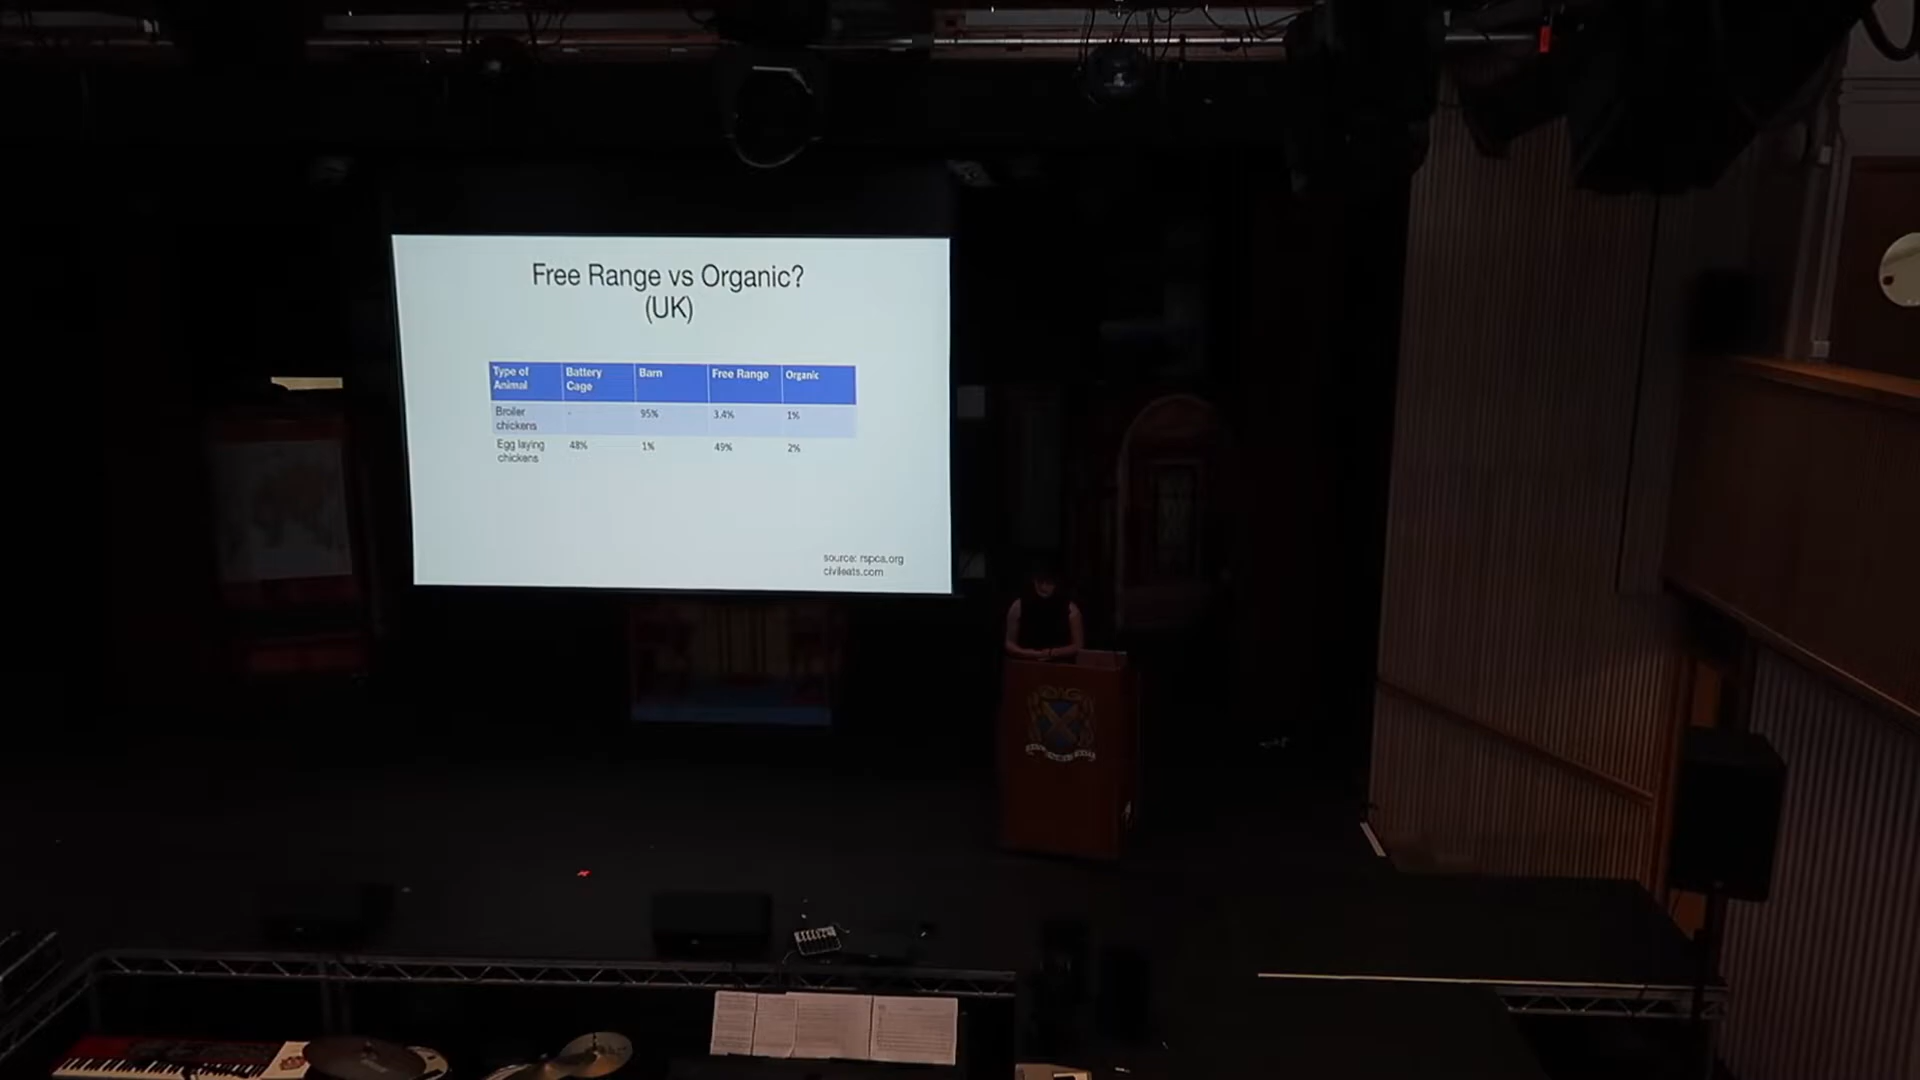 Free Range vs Organic?
(UK)
Type of Animal Battery Cage Barn Free Range Organic
Broiler chickens - 95% 3.4% 1%
Egg laying chickens 48% 1% 49% 2%
source: rspca.org
civileats.com